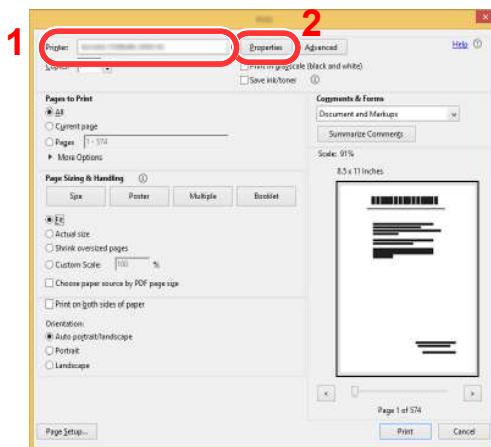 1
2
Printer:
Properties
Advanced
Help
Copies:
Print in grayscale (black and white)
Save ink/toner
Pages to Print
All
Current page
Pages 1 - 574
More Options
Page Sizing & Handling
Size Poster Multiple Booklet
Fit
Actual size
Shrink oversized pages
Custom Scale: 100 %
Choose paper source by PDF page size
Print on both sides of paper
Orientation:
Auto portrait/landscape
Portrait
Landscape
Comments & Forms
Document and Markups
Summarize Comments
Scale: 91%
8.5 x 11 Inches
< >
Page 1 of 574
Page Setup...
Print Cancel